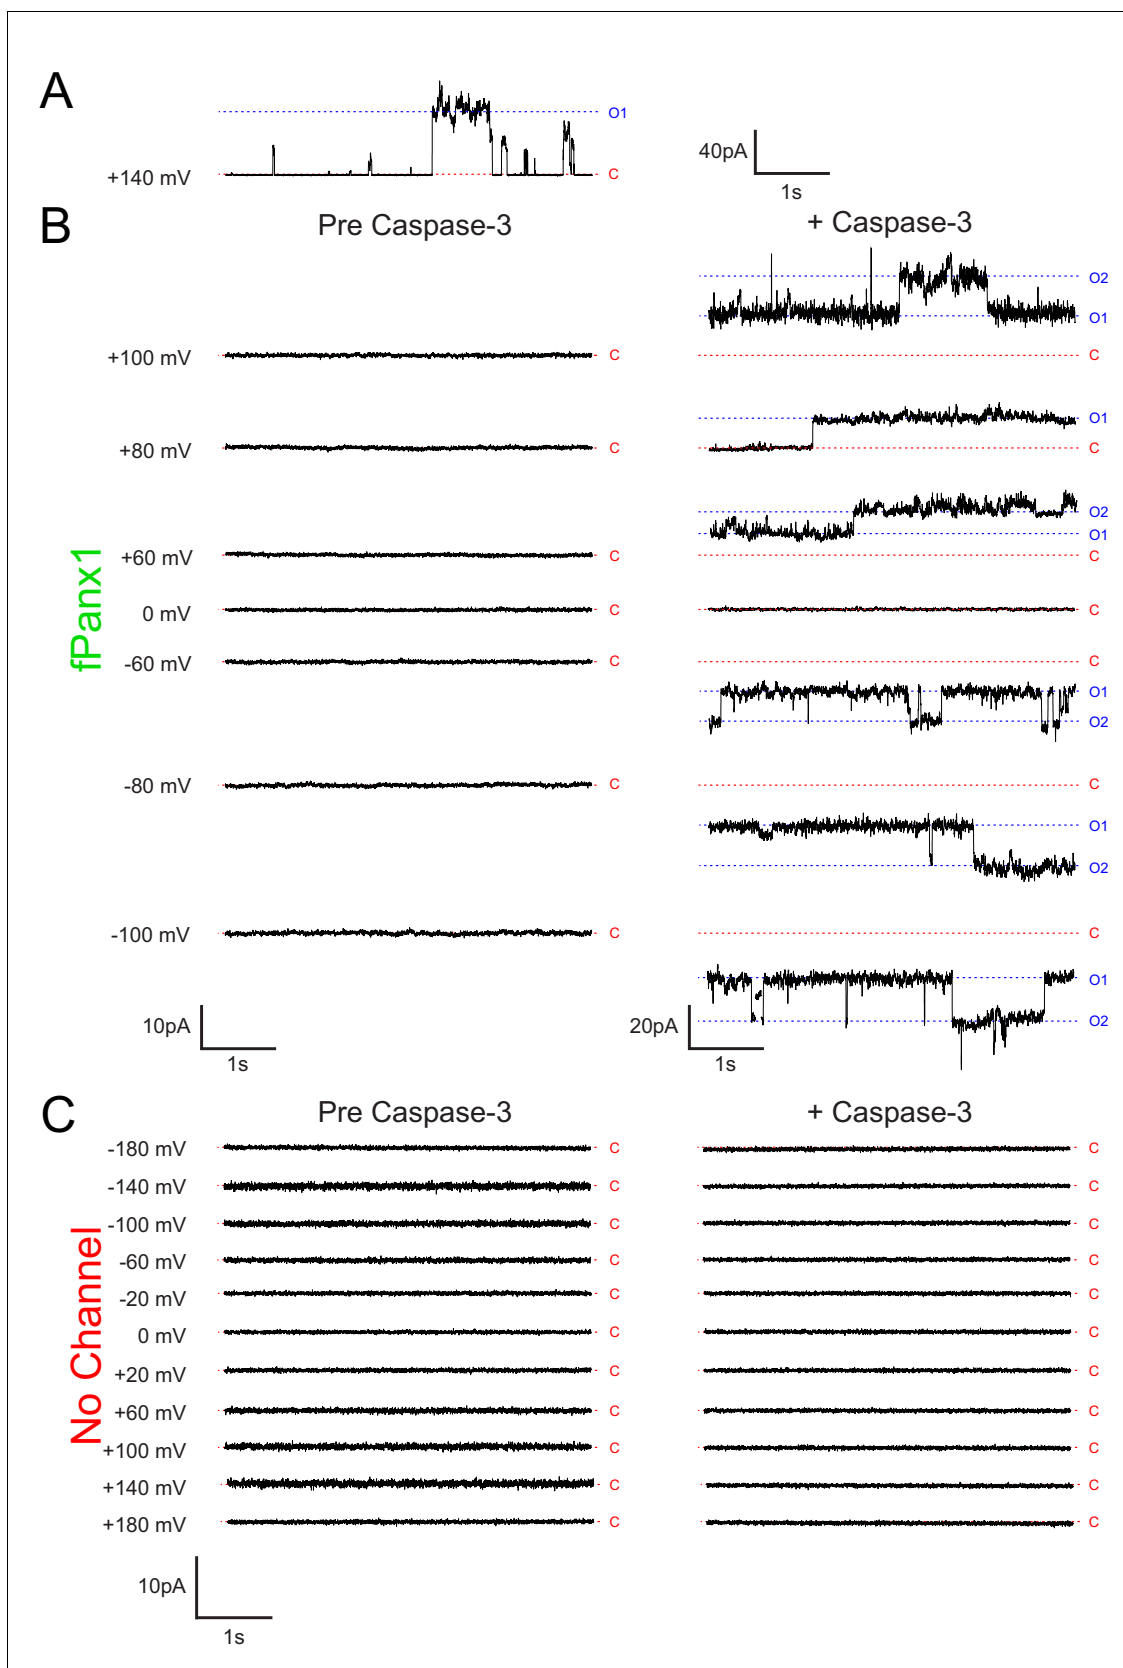 A
O1
+140 mV
C
40pA
1s
B
Pre Caspase-3
+ Caspase-3
O2
O1
+100 mV
C
C
O1
+80 mV
C
C
O2
O1
+60 mV
C
C
fPanx1
0 mV
C
C
-60 mV
C
C
O1
O2
-80 mV
C
C
O1
O2
-100 mV
C
C
O1
10pA
20pA
O2
1s
1s
C
Pre Caspase-3
+ Caspase-3
-180 mV
C
C
-140 mV
C
C
-100 mV
C
C
-60 mV
C
C
-20 mV
C
C
No Channel
0 mV
C
C
+20 mV
C
C
+60 mV
C
C
+100 mV
C
C
+140 mV
C
C
+180 mV
C
C
10pA
1s